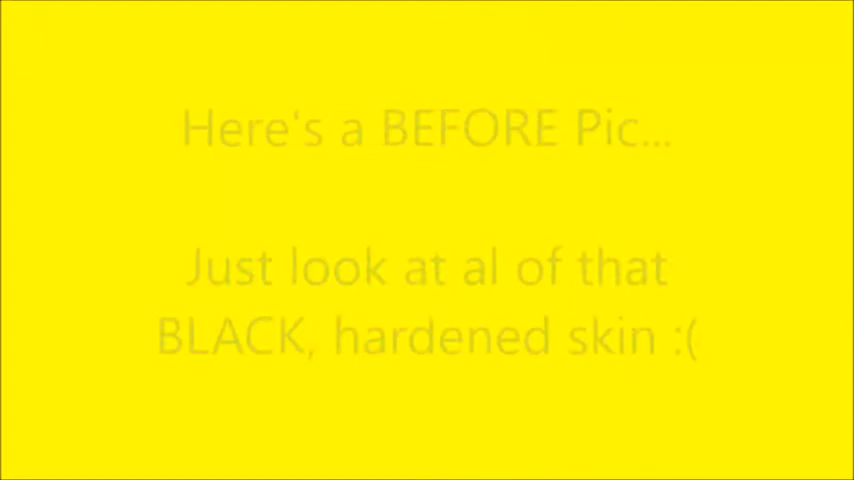 Here's a BEFORE Pic...
Just look at al of that
BLACK, hardened skin :(